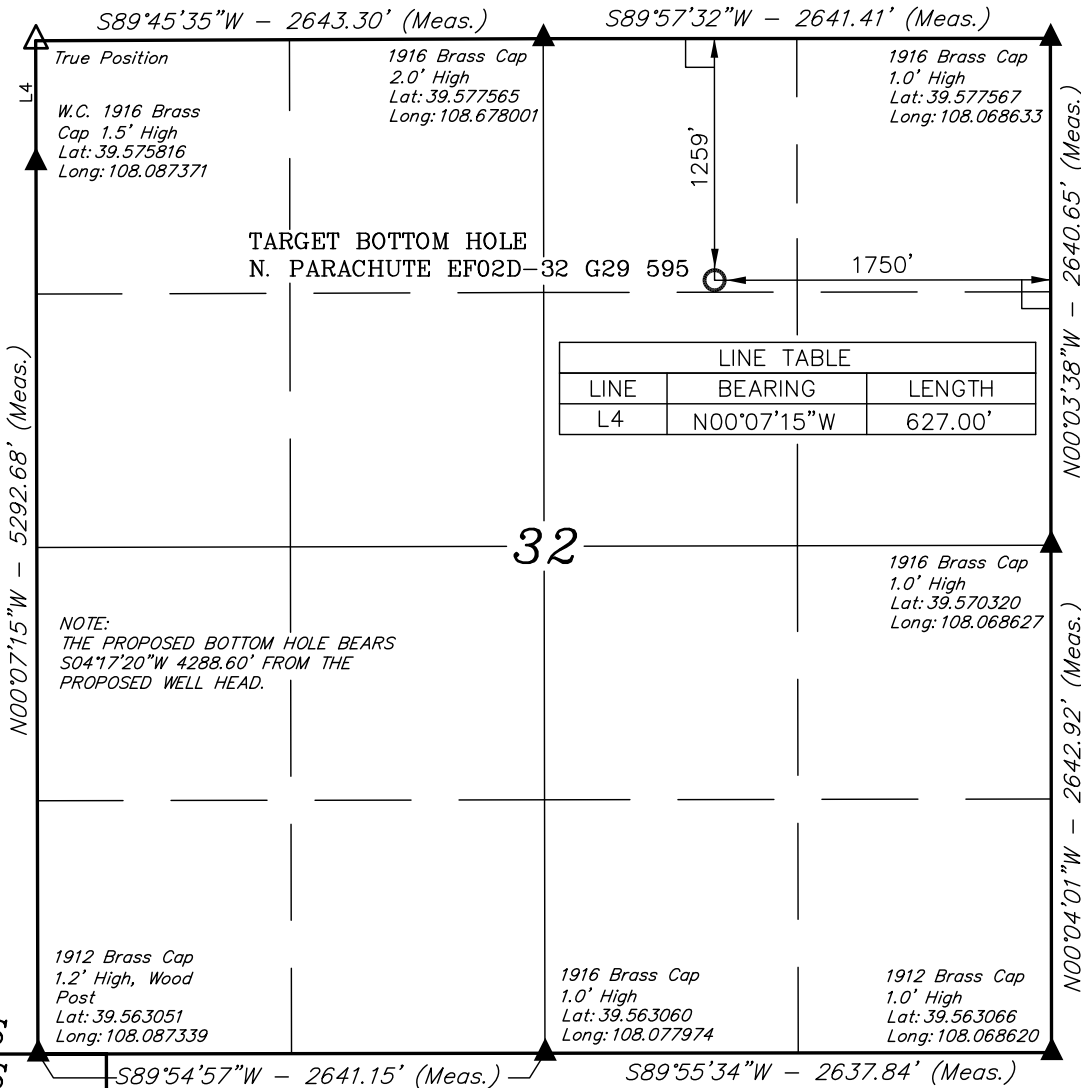 S89°45'35"W - 2643.30' (Meas.)
S89°57'32"W - 2641.41' (Meas.)
True Position
L4
W.C. 1916 Brass
Cap 1.5' High
Lat: 39.575816
Long: 108.087371
1916 Brass Cap
2.0' High
Lat: 39.577565
Long: 108.678001
1916 Brass Cap
1.0' High
Lat: 39.577567
Long: 108.068633
1259'
N00°03'38"W - 2640.65' (Meas.)
TARGET BOTTOM HOLE
N. PARACHUTE EF02D-32 G29 595
1750'
LINE TABLE
LINE BEARING LENGTH
L4 N00°07'15"W 627.00'
N00°07'15"W - 5292.68' (Meas.)
32
1916 Brass Cap
1.0' High
Lat: 39.570320
Long: 108.068627
NOTE:
THE PROPOSED BOTTOM HOLE BEARS
S04°17'20"W 4288.60' FROM THE
PROPOSED WELL HEAD.
N00°04'01"W - 2642.92' (Meas.)
1912 Brass Cap
1.2' High, Wood
Post
Lat: 39.563051
Long: 108.087339
1916 Brass Cap
1.0' High
Lat: 39.563060
Long: 108.077974
1912 Brass Cap
1.0' High
Lat: 39.563066
Long: 108.068620
S89°54'57"W - 2641.15' (Meas.)
S89°55'34"W - 2637.84' (Meas.)